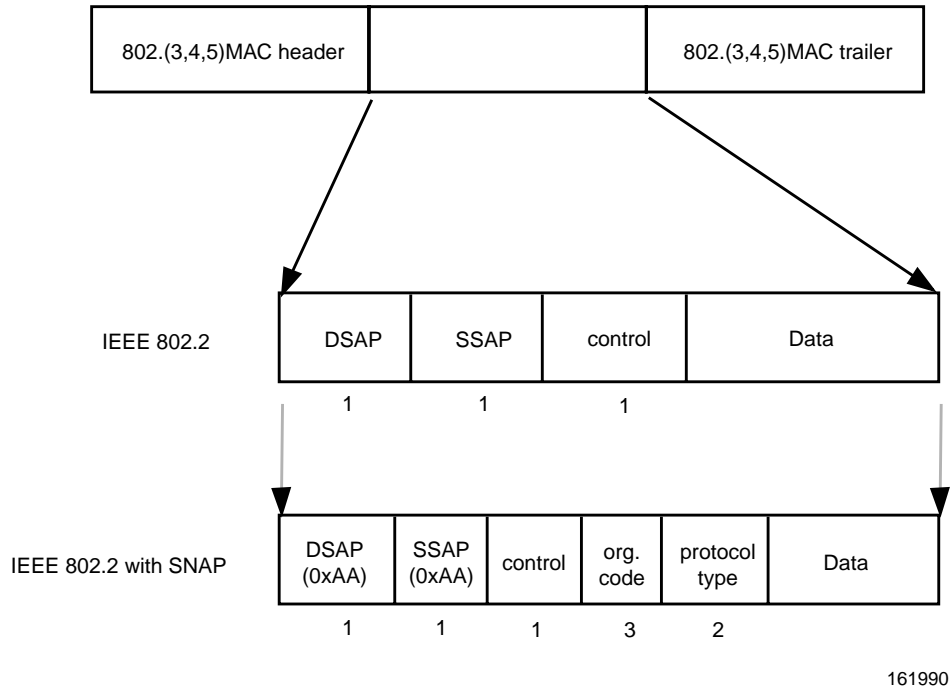 802.(3,4,5)MAC header
802.(3,4,5)MAC trailer
IEEE 802.2
DSAP
SSAP
control
Data
1
1
1
IEEE 802.2 with SNAP
DSAP
(0xAA)
SSAP
(0xAA)
control
org.
code
protocol
type
Data
1
1
1
3
2
161990